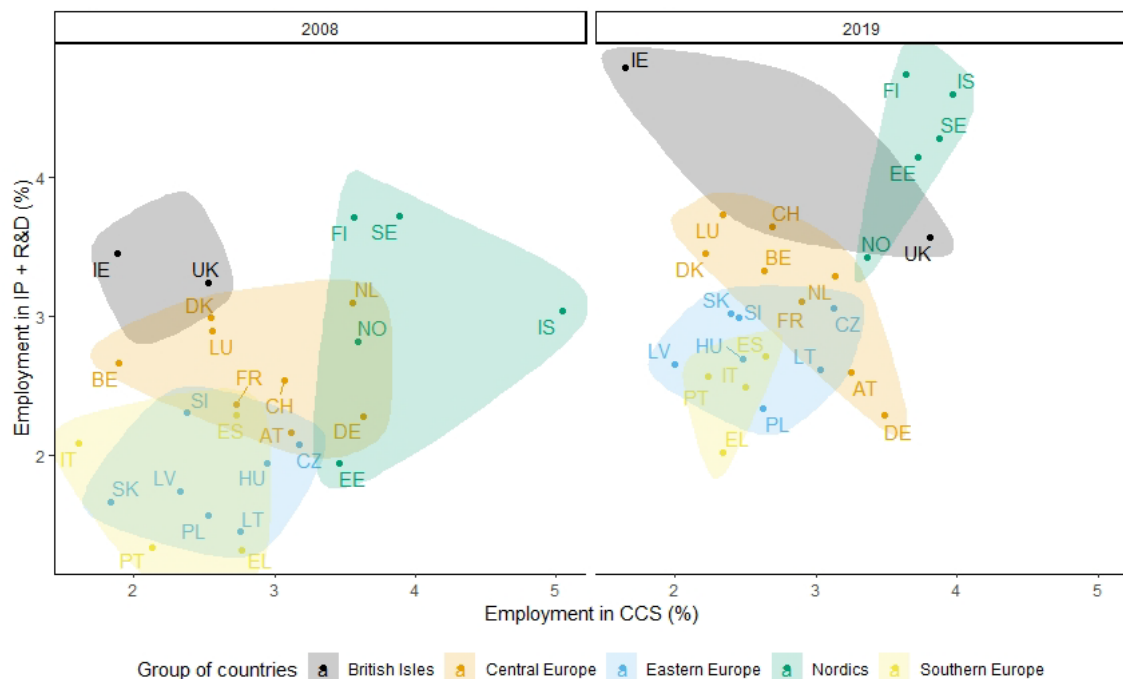 2008
2019
Employment in IP + R&D (%)
4
3
2
IE
UK
DK
LU
BE
FR
CH
NL
AT
DE
FI
SE
NO
IS
EE
SI
ES
IT
SK
LV
PL
HU
CZ
LT
PT
EL
IE
FI
IS
SE
EE
NO
UK
CH
LU
DK
BE
NL
FR
SK
SI
CZ
LV
HU
ES
LT
IT
PT
AT
PL
DE
EL
2 3 4 5
2 3 4 5
Employment in CCS (%)
Group of countries a British Isles a Central Europe a Eastern Europe a Nordics a Southern Europe